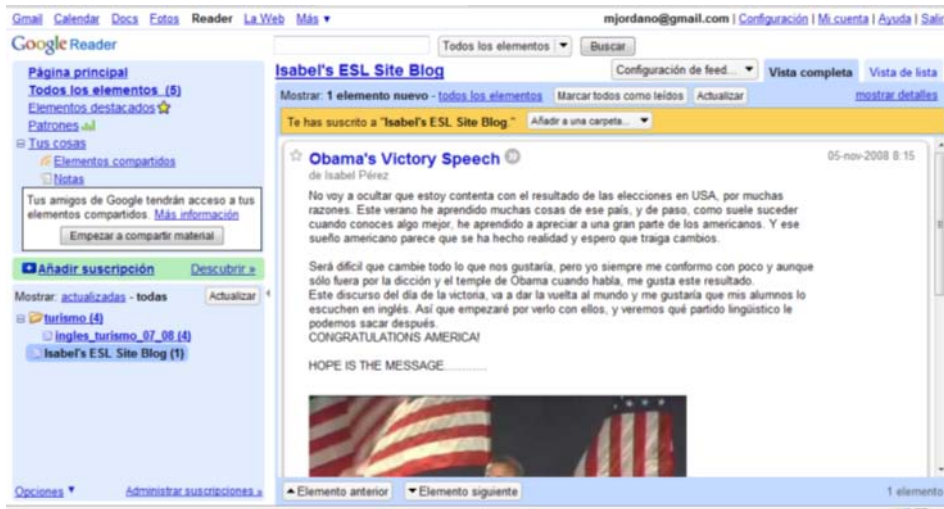 Gmail Calendar Docs Fotos Reader La Web Más ▼
mjordano@gmail.com | Configuración | Mi cuenta | Ayuda | Salir
Google Reader
Todos los elementos ▼ Buscar
Página principal
Todos los elementos (5)
Elementos destacados
Patrones
Tus cosas
Elementos compartidos
Notas
Tus amigos de Google tendrán acceso a tus
elementos compartidos. Más información
Empezar a compartir material
Añadir suscripción Descubrir »
Mostrar: actualizadas - todas Actualizar
turismo (4)
ingles_turismo_07_08 (4)
Isabel's ESL Site Blog (1)
Opciones ▼ Administrar suscripciones »
Isabel's ESL Site Blog Configuración de feed... ▼ Vista completa Vista de lista
Mostrar: 1 elemento nuevo - todos los elementos Marcar todos como leídos Actualizar mostrar detalles
Te has suscrito a "Isabel's ESL Site Blog." Añadir a una carpeta... ▼
Obama's Victory Speech 05-nov-2008 8:15
de Isabel Pérez
No voy a ocultar que estoy contenta con el resultado de las elecciones en USA, por muchas
razones. Este verano he aprendido muchas cosas de ese país, y de paso, como suele suceder
cuando conoces algo mejor, he aprendido a apreciar a una gran parte de los americanos. Y ese
sueño americano parece que se ha hecho realidad y espero que traiga cambios.
Será difícil que cambie todo lo que nos gustaría, pero yo siempre me conformo con poco y aunque
sólo fuera por la dicción y el temple de Obama cuando habla, me gusta este resultado.
Este discurso del día de la victoria, va a dar la vuelta al mundo y me gustaría que mis alumnos lo
escuchen en inglés. Así que empezaré por verlo con ellos, y veremos qué partido lingüístico le
podemos sacar después.
CONGRATULATIONS AMERICA!
HOPE IS THE MESSAGE............
Elemento anterior Elemento siguiente 1 elemento